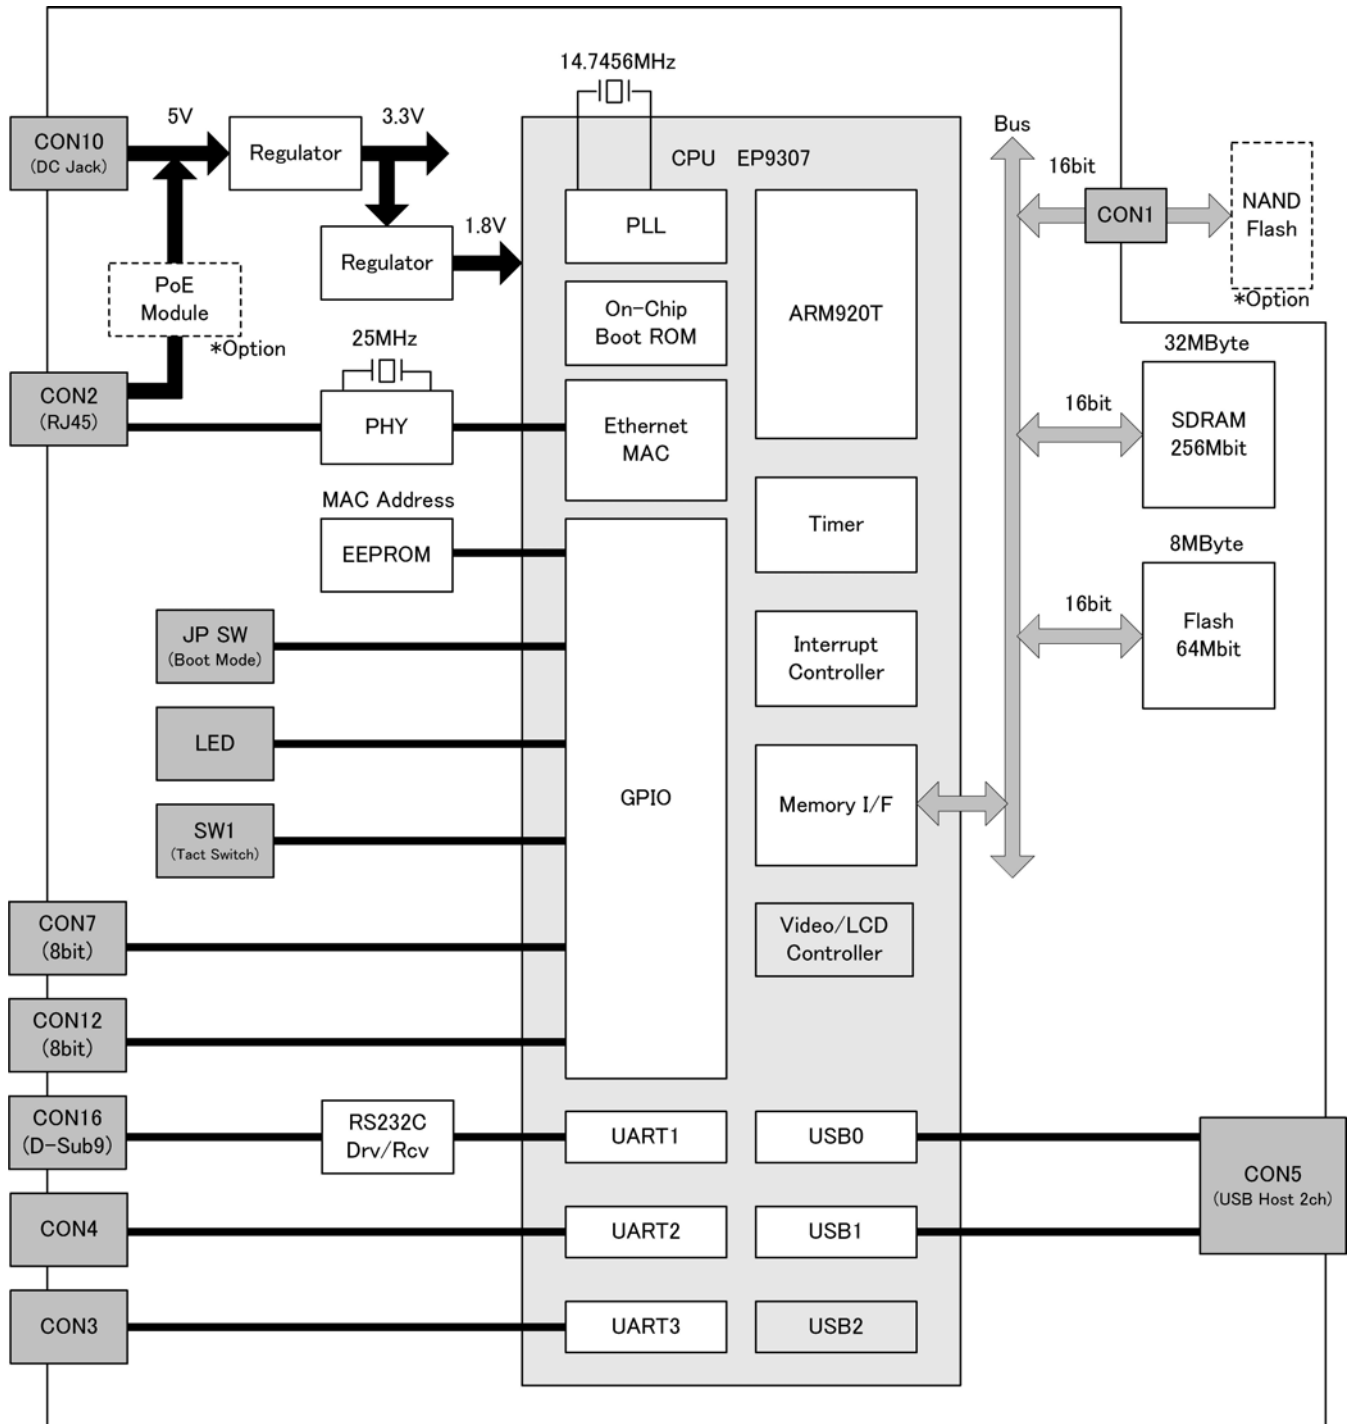 14.7456MHz
CON10
(DC Jack)
5V
Regulator
3.3V
CPU EP9307
Bus
16bit
CON1
NAND
Flash
*Option
PLL
1.8V
Regulator
PoE
Module
*Option
On-Chip
Boot ROM
ARM920T
25MHz
CON2
(RJ45)
PHY
Ethernet
MAC
32MByte
16bit
SDRAM
256Mbit
MAC Address
EEPROM
Timer
8MByte
16bit
Flash
64Mbit
JP SW
(Boot Mode)
Interrupt
Controller
LED
GPIO
Memory I/F
SW1
(Tact Switch)
CON7
(8bit)
Video/LCD
Controller
CON12
(8bit)
CON16
(D-Sub9)
RS232C
Drv/Rcv
UART1
USB0
CON5
(USB Host 2ch)
CON4
UART2
USB1
CON3
UART3
USB2